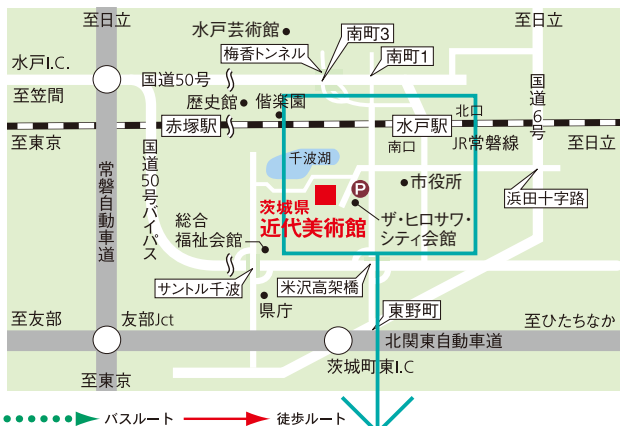 至日立
水戸芸術館
南町3
至日立
梅香トンネル
南町1
水戸I.C.
国道50号
至笠間
国道6号
歴史館
偕楽園
北口
赤塚駅
水戸駅
至東京
南口
JR常磐線
至日立
千波湖
常磐自動車道
国道50号バイパス
P
市役所
浜田十字路
茨城県
近代美術館
ザ・ヒロサワ・
シティ会館
総合
福祉会館
サントル千波
米沢高架橋
県庁
東野町
至友部
友部Jct
至ひたちなか
北関東自動車道
茨城町東I.C
至東京
バスルート
徒歩ルート